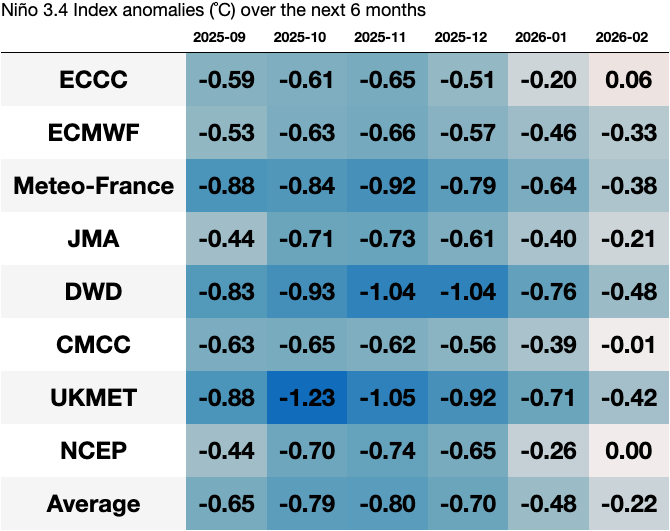 Niño 3.4 Index anomalies (°C) over the next 6 months
2025-09 2025-10 2025-11 2025-12 2026-01 2026-02
ECCC -0.59 -0.61 -0.65 -0.51 -0.20 0.06
ECMWF -0.53 -0.63 -0.66 -0.57 -0.46 -0.33
Meteo-France -0.88 -0.84 -0.92 -0.79 -0.64 -0.38
JMA -0.44 -0.71 -0.73 -0.61 -0.40 -0.21
DWD -0.83 -0.93 -1.04 -1.04 -0.76 -0.48
CMCC -0.63 -0.65 -0.62 -0.56 -0.39 -0.01
UKMET -0.88 -1.23 -1.05 -0.92 -0.71 -0.42
NCEP -0.44 -0.70 -0.74 -0.65 -0.26 0.00
Average -0.65 -0.79 -0.80 -0.70 -0.48 -0.22